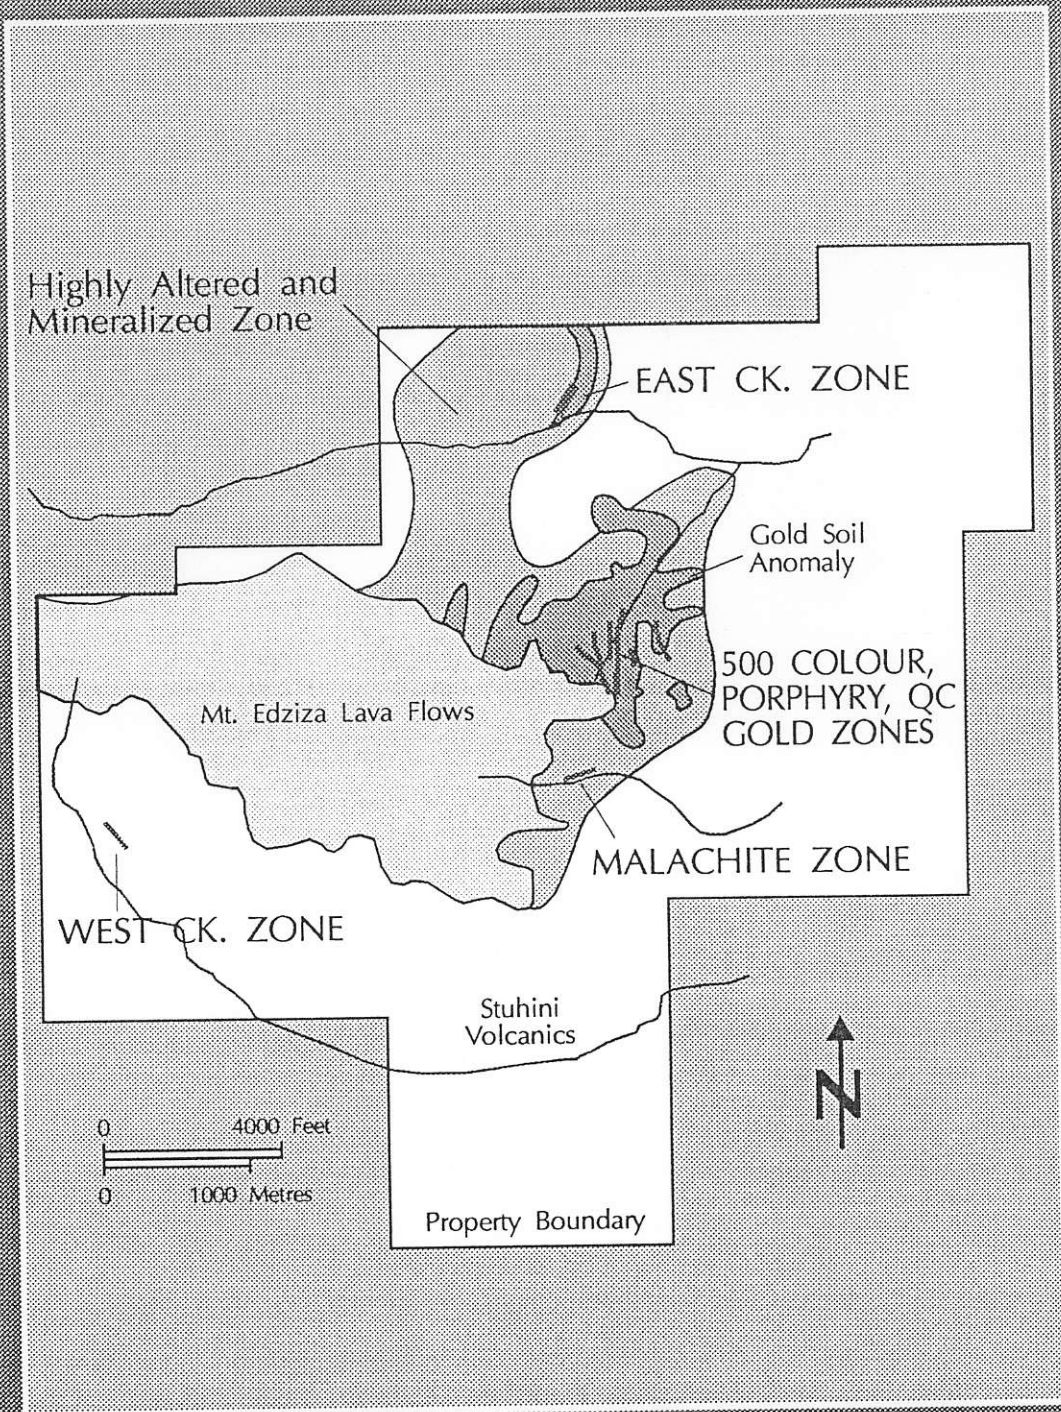 Highly Altered and
Mineralized Zone
EAST CK. ZONE
Gold Soil
Anomaly
500 COLOUR,
PORPHYRY, QC
GOLD ZONES
Mt. Edziza Lava Flows
MALACHITE ZONE
WEST CK. ZONE
Stuhini
Volcanics
N
0 4000 Feet
0 1000 Metres
Property Boundary